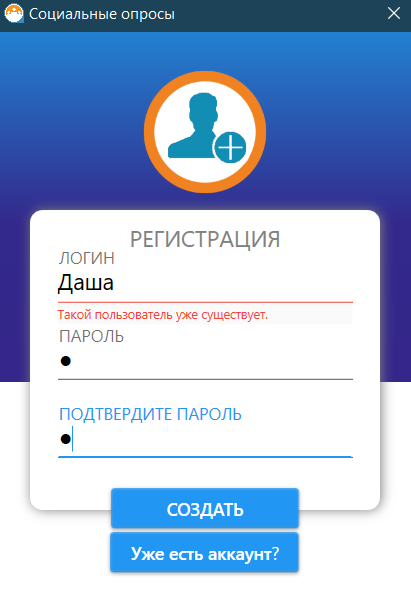 Социальные опросы
РЕГИСТРАЦИЯ
ЛОГИН
Даша
Такой пользователь уже существует.
ПАРОЛЬ
●
ПОДТВЕРДИТЕ ПАРОЛЬ
●
СОЗДАТЬ
Уже есть аккаунт?